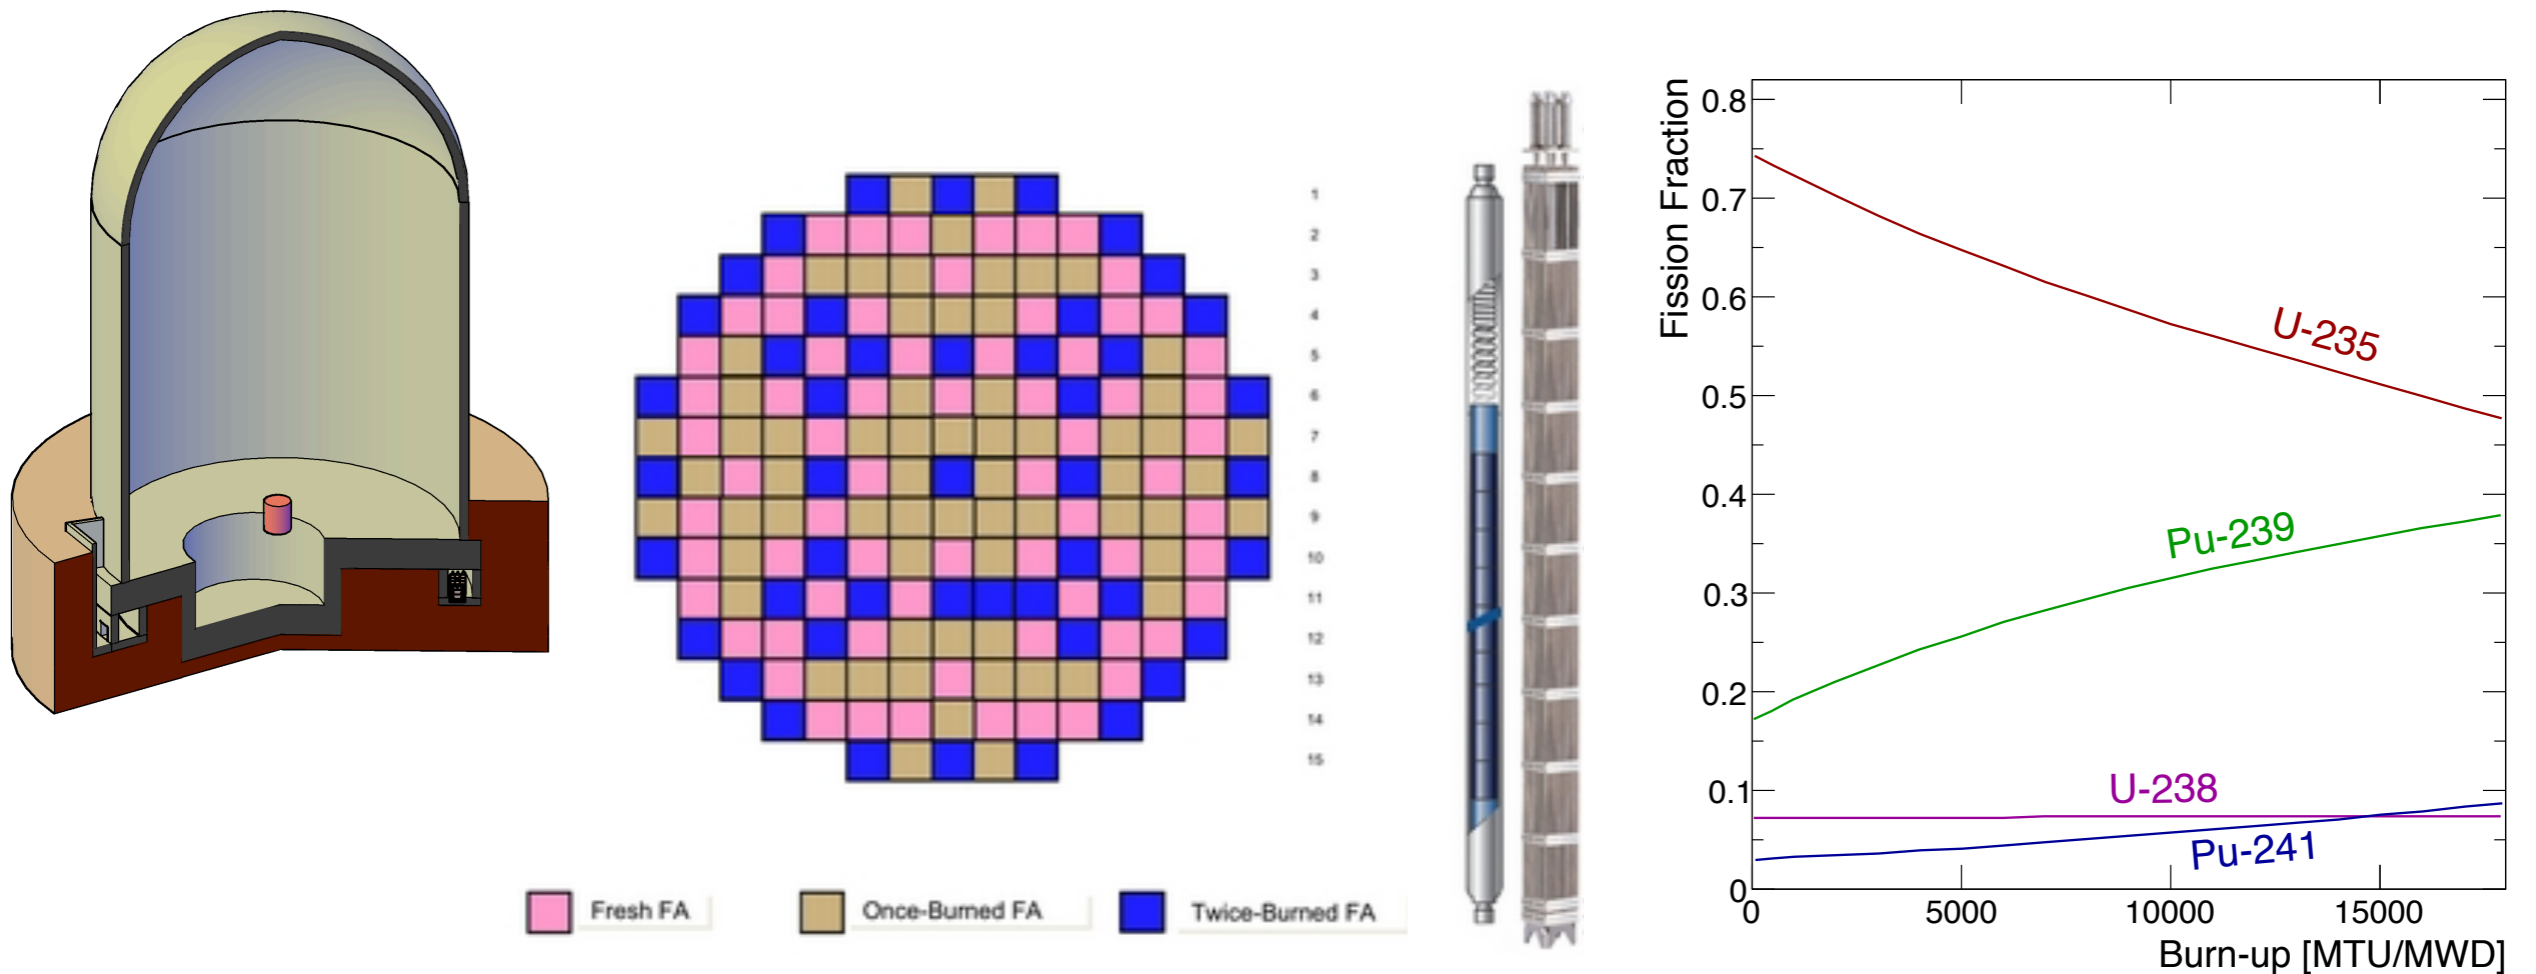 1
2
3
4
5
6
7
8
9
10
11
12
13
14
15
Fresh FA
Once-Burned FA
Twice-Burned FA
Fission Fraction
0.8
0.7
0.6
0.5
0.4
0.3
0.2
0.1
0
U-235
Pu-239
U-238
Pu-241
0 5000 10000 15000
Burn-up [MTU/MWD]